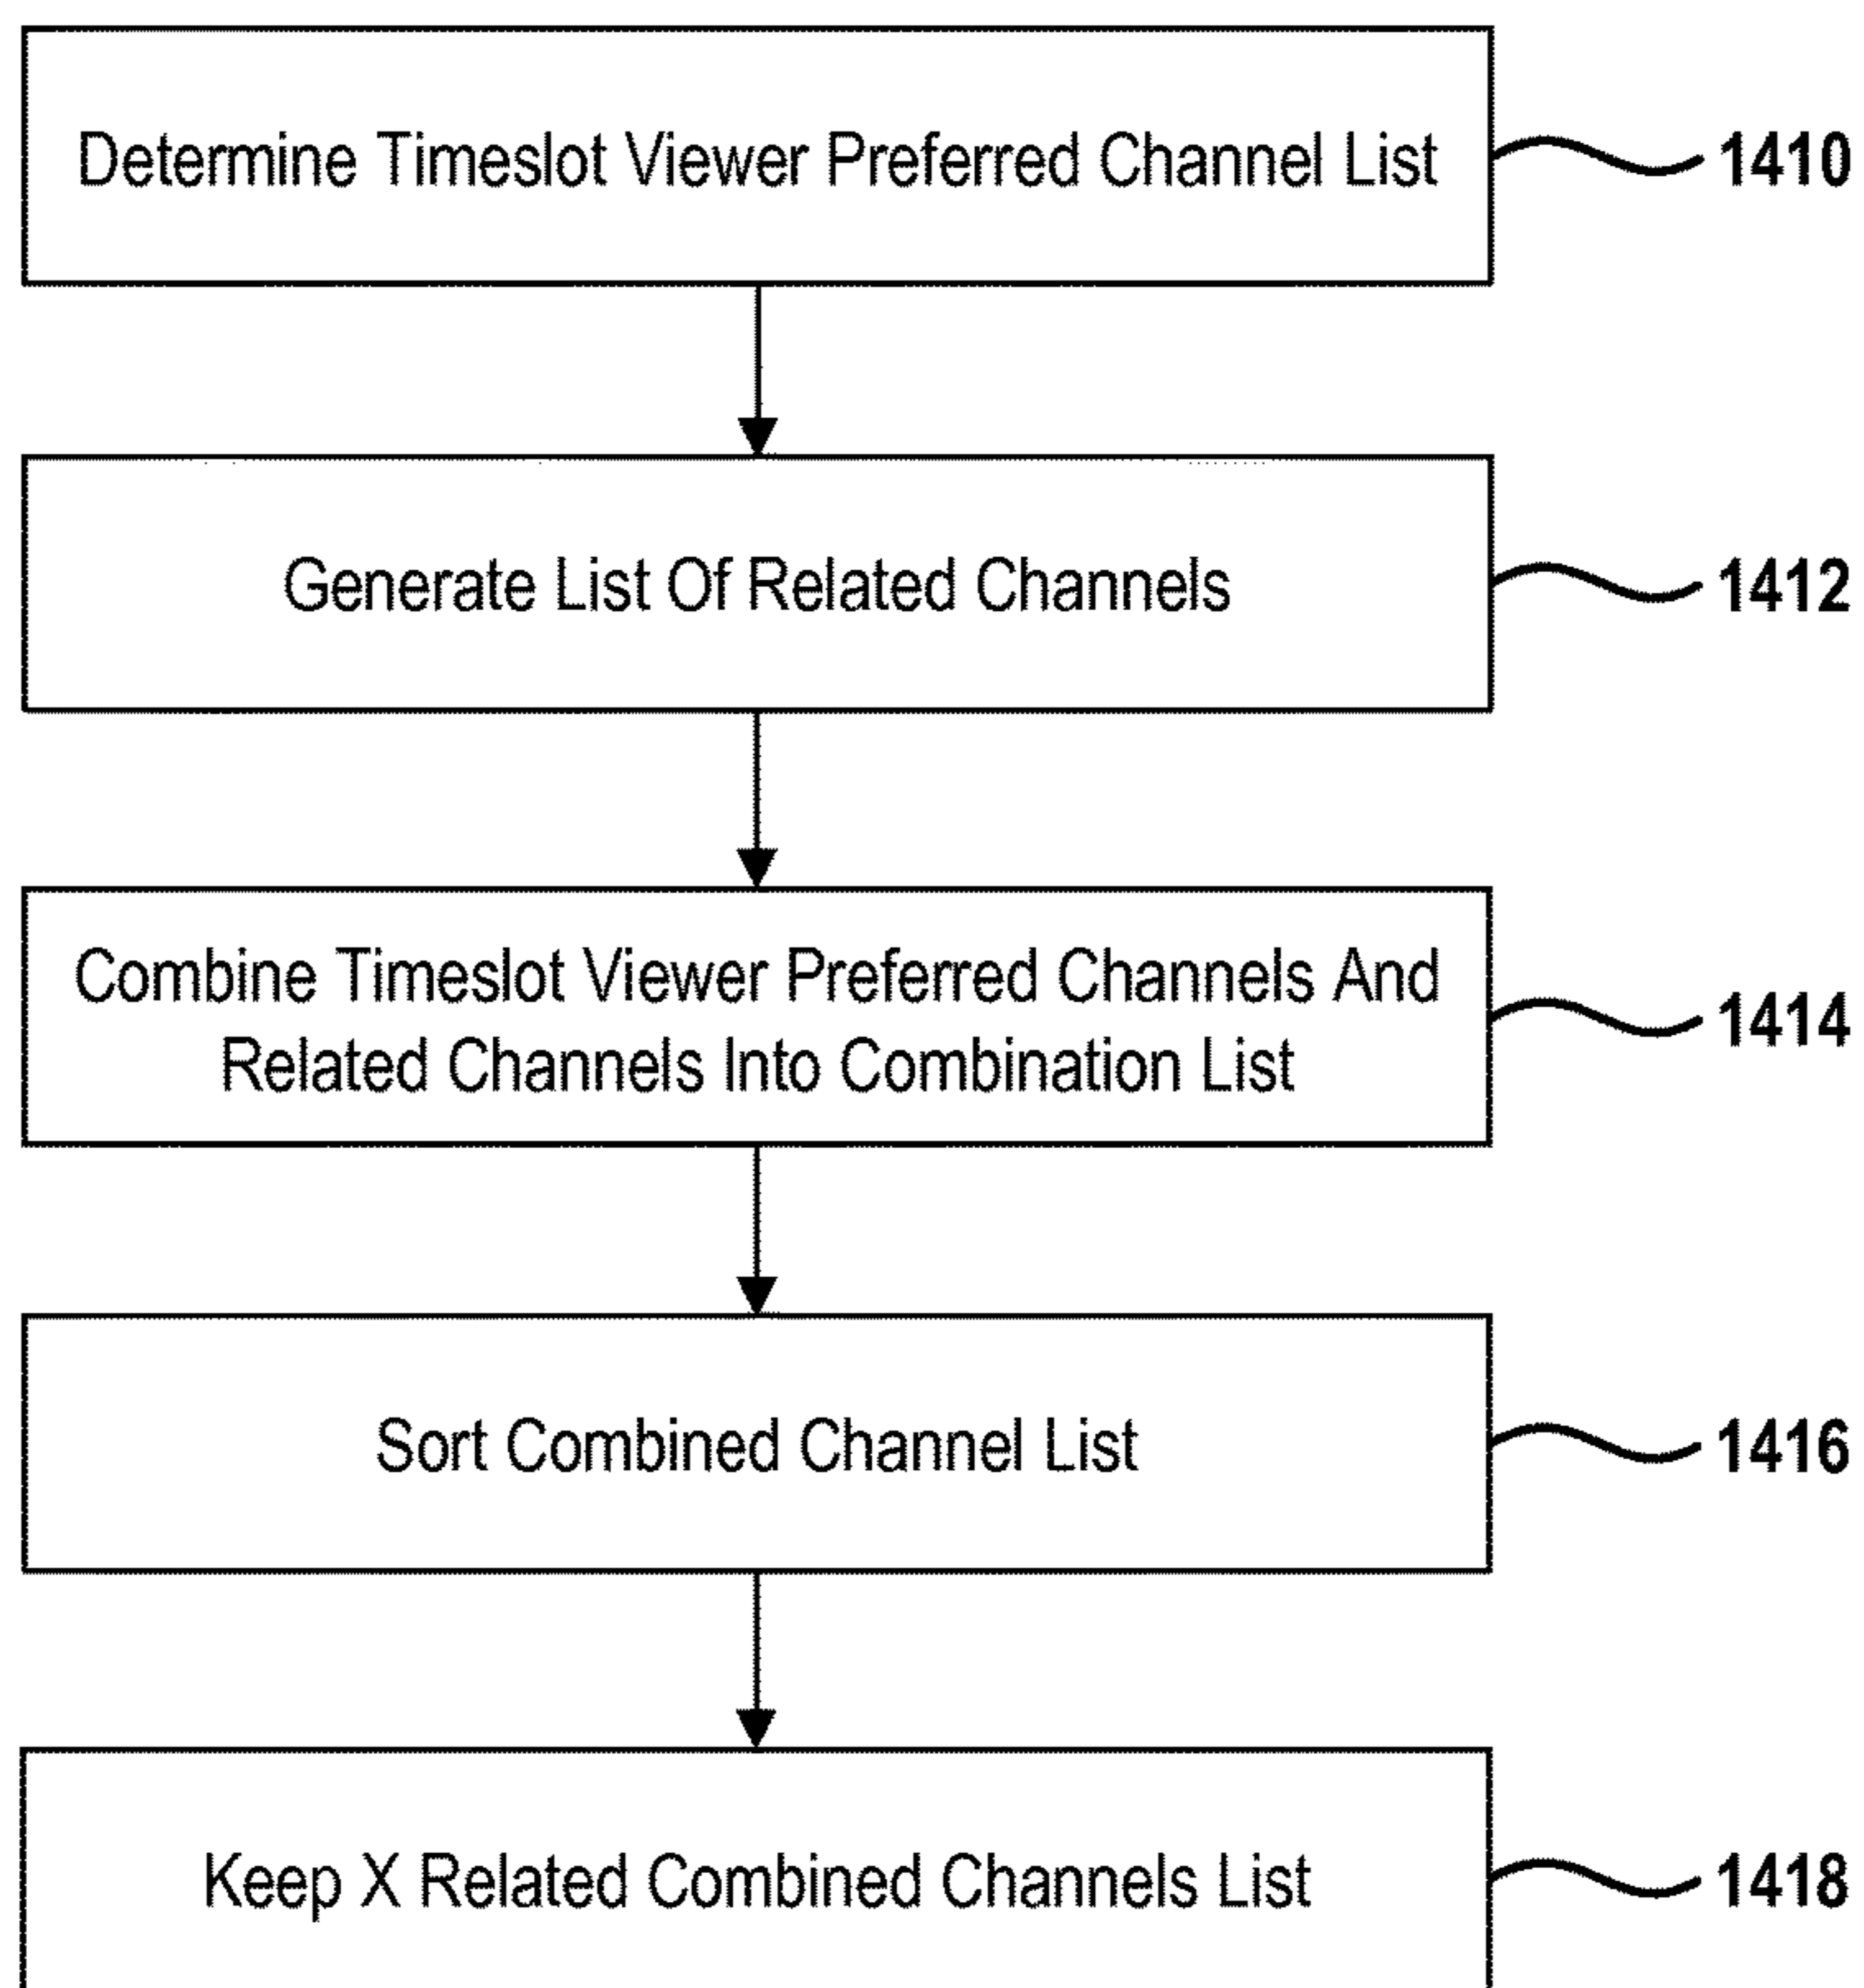 Determine Timeslot Viewer Preferred Channel List
1410
Generate List Of Related Channels
1412
Combine Timeslot Viewer Preferred Channels And
Related Channels Into Combination List
1414
Sort Combined Channel List
1416
Keep X Related Combined Channels List
1418